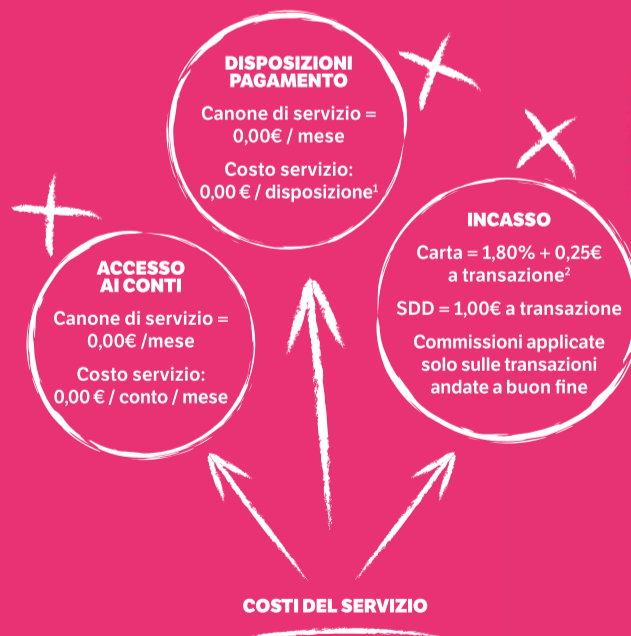 DISPOSIZIONI
PAGAMENTO
Canone di servizio =
0,00€ / mese
Costo servizio:
0,00 € / disposizione¹
ACCESSO
AI CONTI
Canone di servizio =
0,00€ /mese
Costo servizio:
0,00 € / conto / mese
INCASSO
Carta = 1,80% + 0,25€
a transazione²
SDD = 1,00€ a transazione
Commissioni applicate
solo sulle transazioni
andate a buon fine
COSTI DEL SERVIZIO